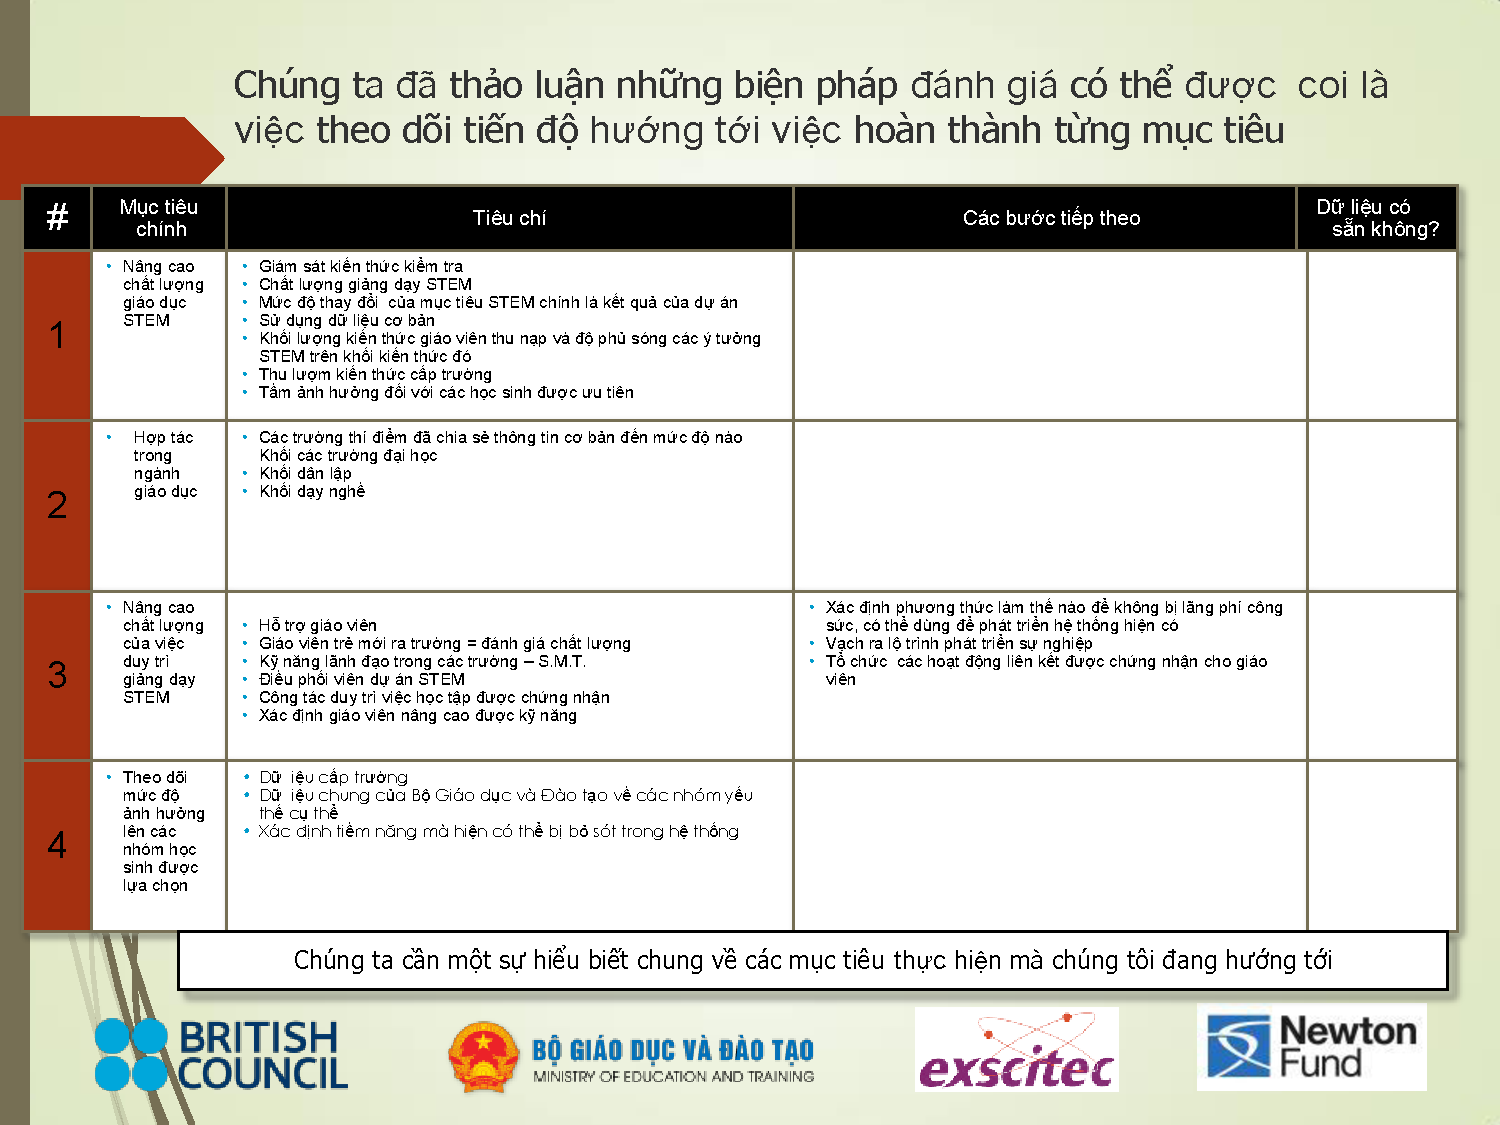 Chúng ta đã thảo luận những biện pháp đánh giá có thể được coi là
việc theo dõi tiến độ hướng tới việc hoàn thành từng mục tiêu
#
Mục tiêu
chính
Tiêu chí
Các bước tiếp theo
Dữ liệu có
sẵn không?
1
• Nâng cao
chất lượng
giáo dục
STEM
• Giám sát kiến thức kiểm tra
• Chất lượng giảng dạy STEM
• Mức độ thay đổi của mục tiêu STEM chính là kết quả của dự án
• Sử dụng dữ liệu cơ bản
• Khối lượng kiến thức giáo viên thu nạp và độ phủ sóng các ý tưởng
STEM trên khối kiến thức đó
• Thu lượm kiến thức cấp trường
• Tầm ảnh hưởng đối với các học sinh được ưu tiên
2
• Hợp tác
trong
ngành
giáo dục
• Các trường thí điểm đã chia sẻ thông tin cơ bản đến mức độ nào
Khối các trường đại học
• Khối dân lập
• Khối dạy nghề
3
• Nâng cao
chất lượng
của việc
duy trì
giảng dạy
STEM
• Hỗ trợ giáo viên
• Giáo viên trẻ mới ra trường = đánh giá chất lượng
• Kỹ năng lãnh đạo trong các trường – S.M.T.
• Điều phối viên dự án STEM
• Công tác duy trì việc học tập được chứng nhận
• Xác định giáo viên nâng cao được kỹ năng
• Xác định phương thức làm thế nào để không bị lãng phí công
sức, có thể dùng để phát triển hệ thống hiện có
• Vạch ra lộ trình phát triển sự nghiệp
• Tổ chức các hoạt động liên kết được chứng nhận cho giáo
viên
4
• Theo dõi
mức độ
ảnh hưởng
lên các
nhóm học
sinh được
lựa chọn
• Dữ iệu cấp trường
• Dữ iệu chung của Bộ Giáo dục và Đào tạo về các nhóm yếu
thế cụ thể
• Xác định tiềm năng mà hiện có thể bị bỏ sót trong hệ thống
Chúng ta cần một sự hiểu biết chung về các mục tiêu thực hiện mà chúng tôi đang hướng tới
BRITISH
COUNCIL
BỘ GIÁO DỤC VÀ ĐÀO TẠO
MINISTRY OF EDUCATION AND TRAINING
exscitec
Newton
Fund